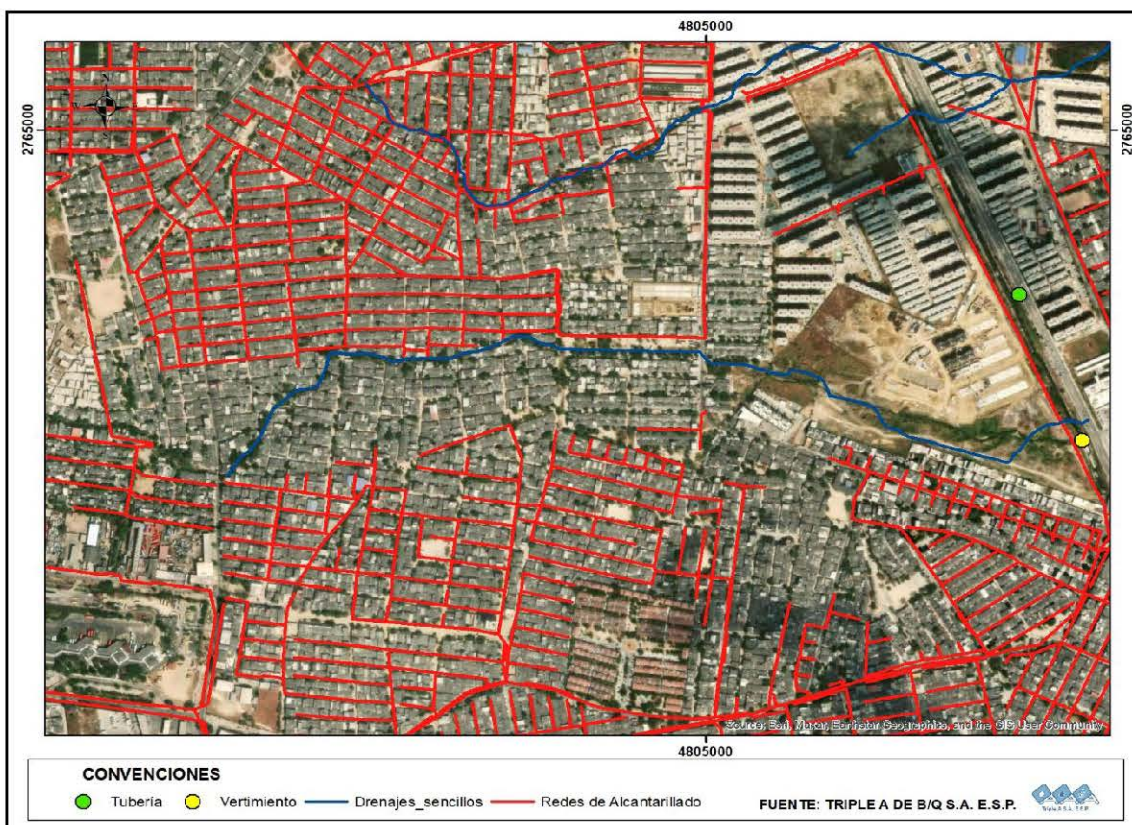 4805000
2765000
2765000
Source: Esri, Maxar, Earthstar Geographics, and the GIS User Community
4805000
CONVENCIONES
Tubería
Vertimiento
Drenajes_sencillos
Redes de Alcantarillado
FUENTE: TRIPLE A DE B/Q S.A. E.S.P.